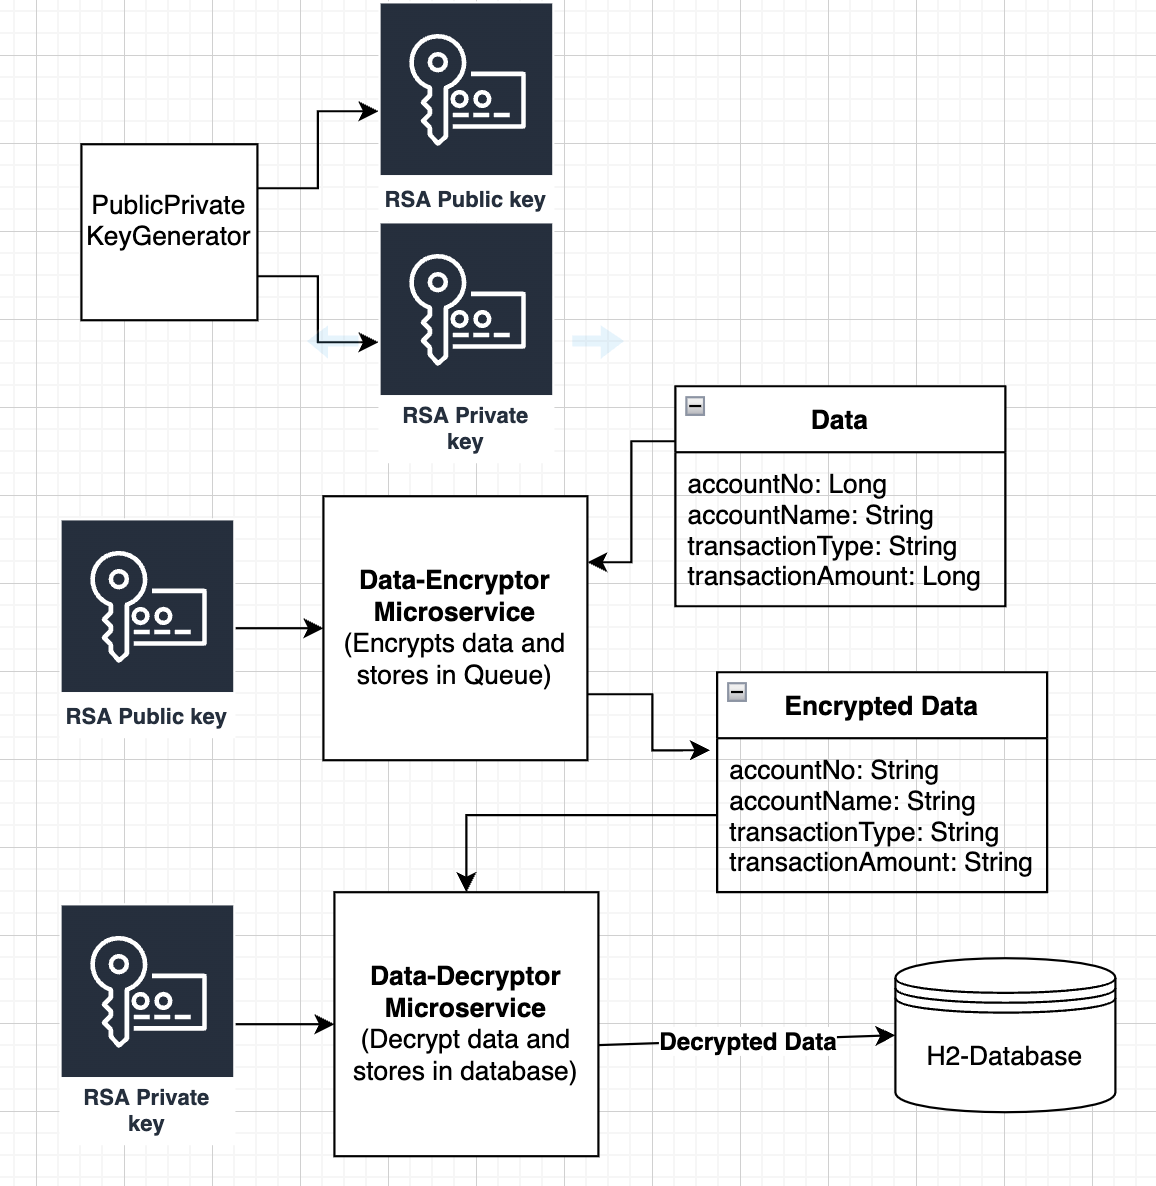 RSA Public key
PublicPrivate
KeyGenerator
RSA Private
key
Data
accountNo: Long
accountName: String
transactionType: String
transactionAmount: Long
Data-Encryptor
Microservice
(Encrypts data and
stores in Queue)
RSA Public key
Encrypted Data
accountNo: String
accountName: String
transactionType: String
transactionAmount: String
Data-Decryptor
Microservice
(Decrypt data and
stores in database)
RSA Private
key
Decrypted Data
H2-Database